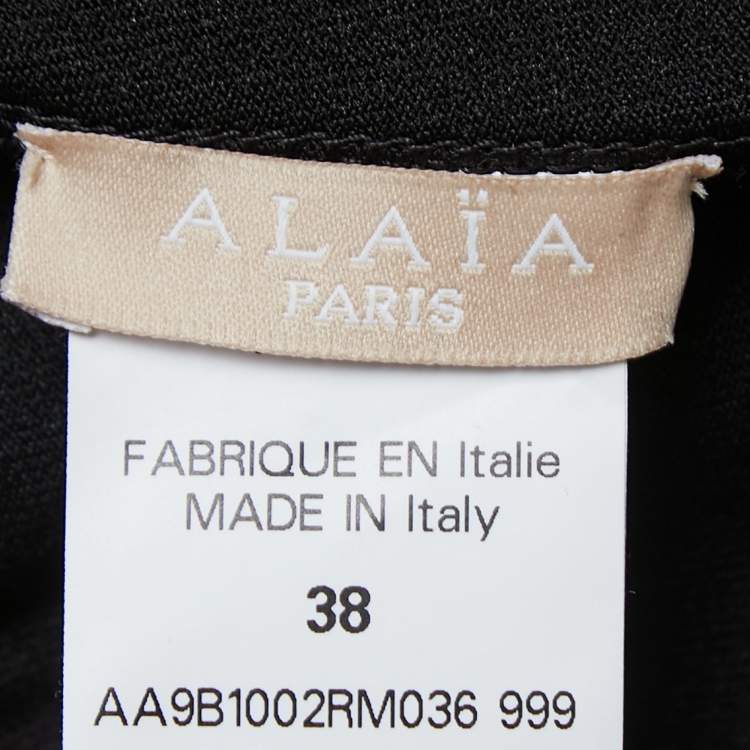 ALAÏA
PARIS
FABRIQUE EN Italie
MADE IN Italy
38
AA9B1002RM036 999